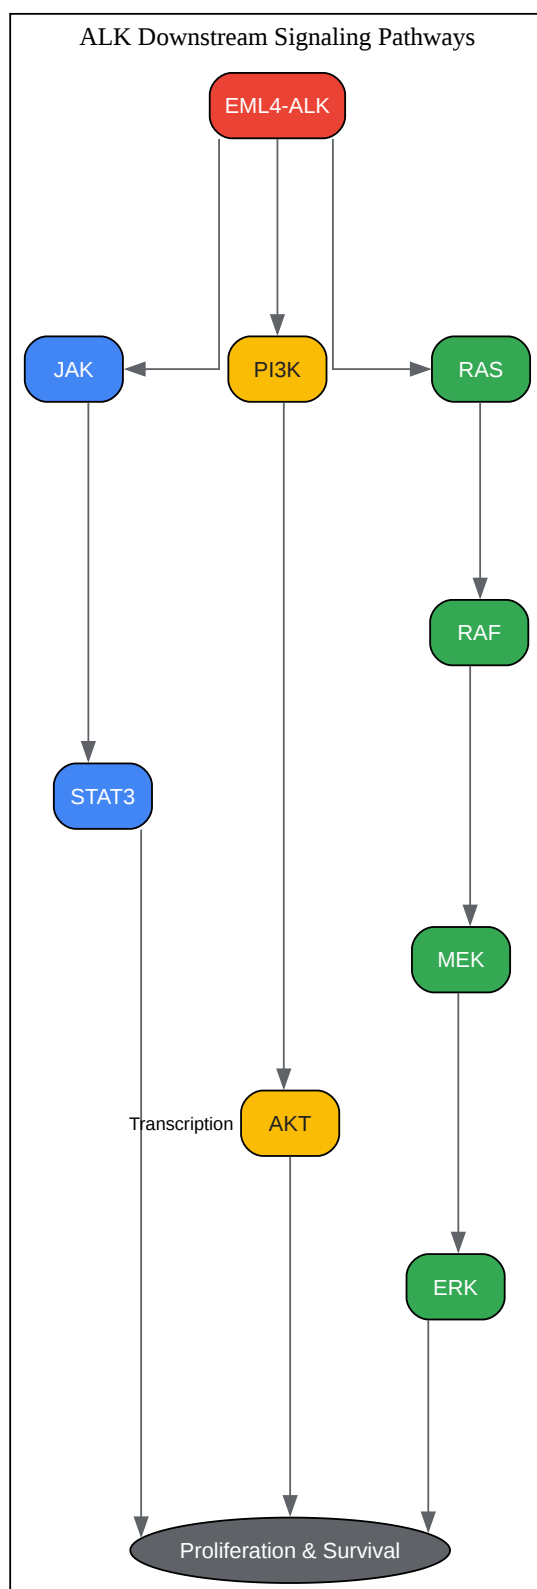 ALK Downstream Signaling Pathways
EML4-ALK
JAK
PI3K
RAS
RAF
STAT3
MEK
Transcription
AKT
ERK
Proliferation & Survival